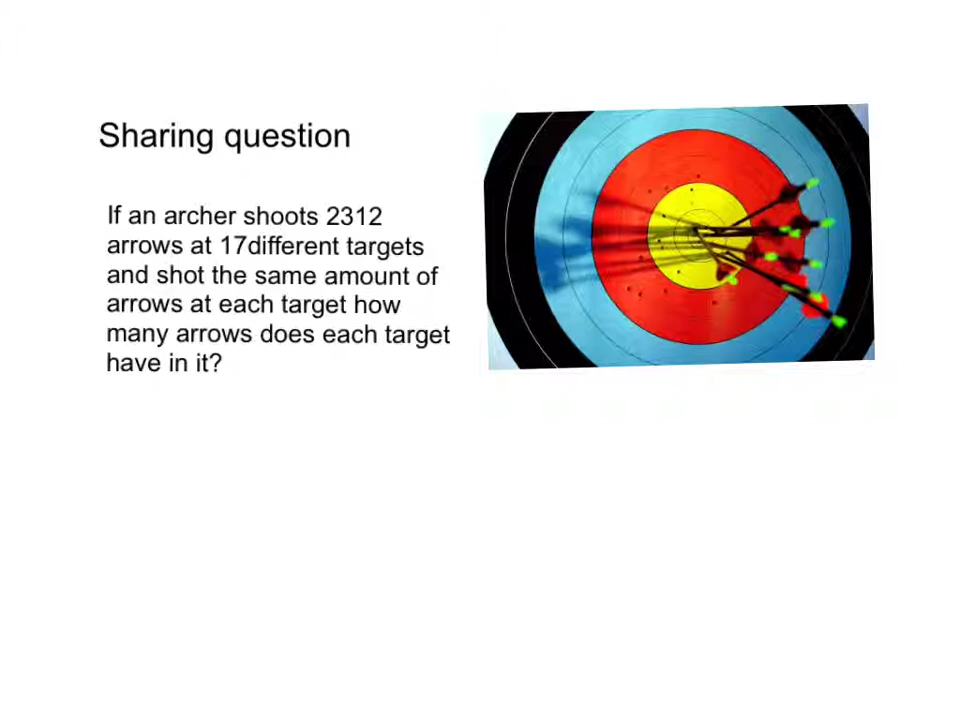 Sharing question
If an archer shoots 2312
arrows at 17different targets
and shot the same amount of
arrows at each target how
many arrows does each target
have in it?